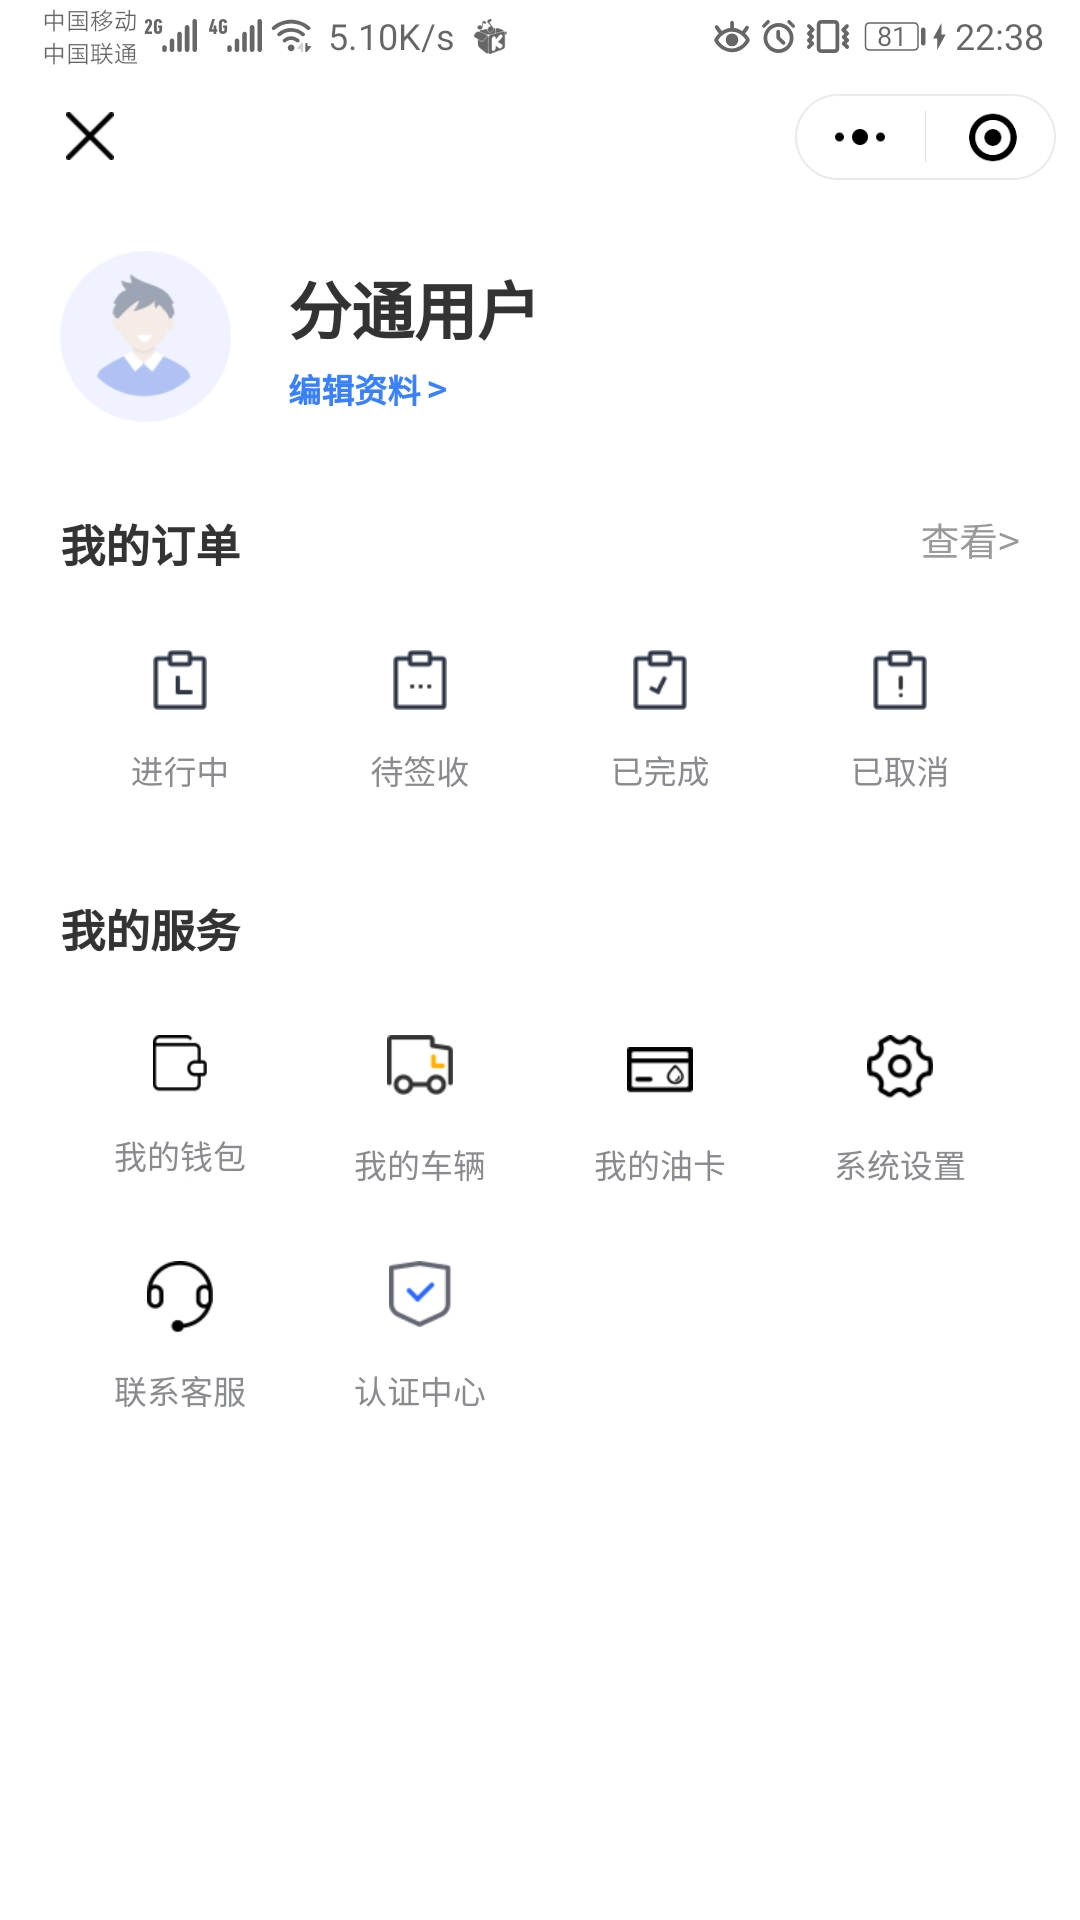 中国移动 2G 4G 5.10K/s 81 22:38
中国联通
分通用户
编辑资料 >
我的订单 查看>
进行中 待签收 已完成 已取消
我的服务
我的钱包 我的车辆 我的油卡 系统设置
联系客服 认证中心